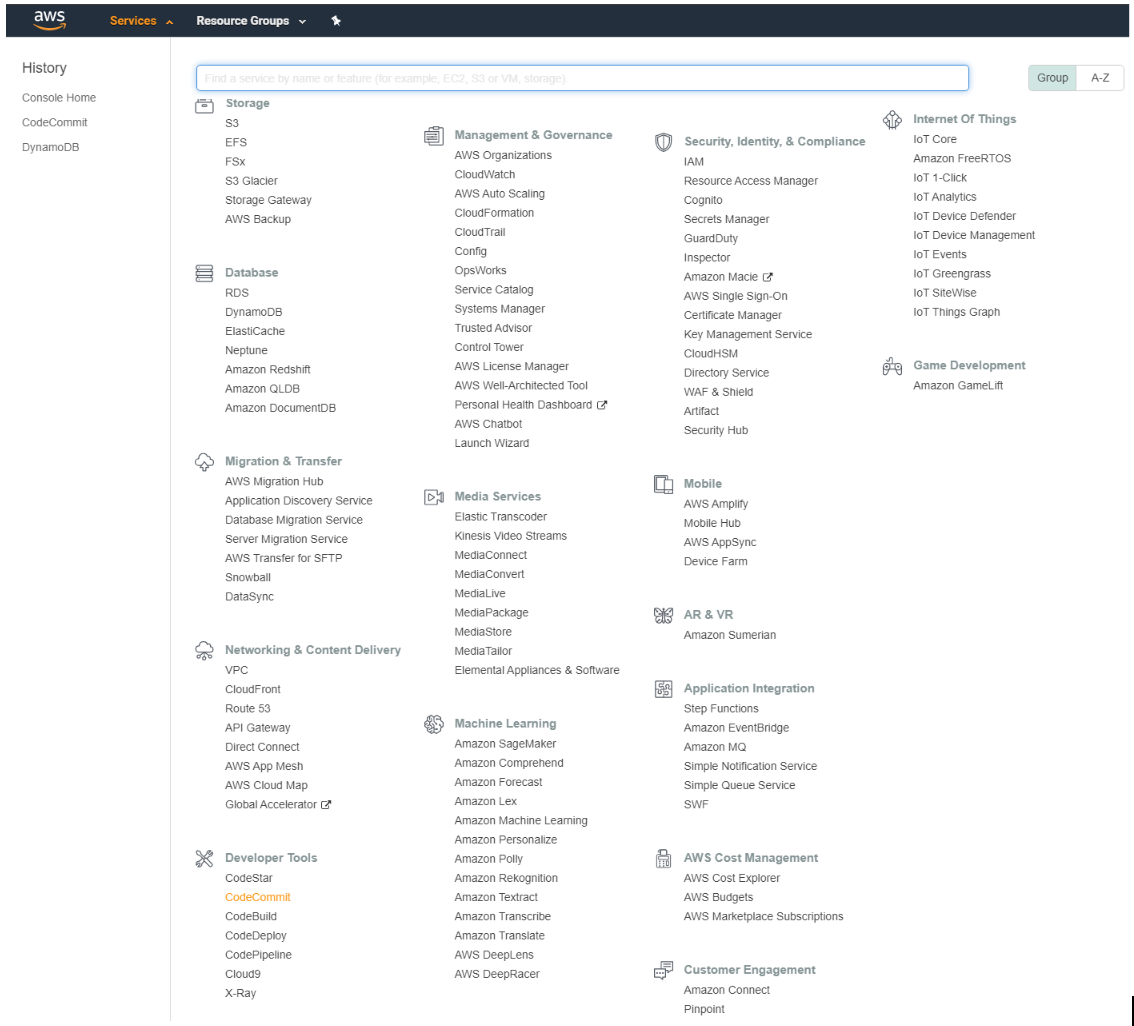 aws
Services
Resource Groups
History
Console Home
CodeCommit
DynamoDB
Find a service by name or feature (for example, EC2, S3 or VM, storage).
Group
A-Z
Storage
S3
EFS
FSx
S3 Glacier
Storage Gateway
AWS Backup
Database
RDS
DynamoDB
ElastiCache
Neptune
Amazon Redshift
Amazon QLDB
Amazon DocumentDB
Migration & Transfer
AWS Migration Hub
Application Discovery Service
Database Migration Service
Server Migration Service
AWS Transfer for SFTP
Snowball
DataSync
Networking & Content Delivery
VPC
CloudFront
Route 53
API Gateway
Direct Connect
AWS App Mesh
AWS Cloud Map
Global Accelerator
Developer Tools
CodeStar
CodeCommit
CodeBuild
CodeDeploy
CodePipeline
Cloud9
X-Ray
Management & Governance
AWS Organizations
CloudWatch
AWS Auto Scaling
CloudFormation
CloudTrail
Config
OpsWorks
Service Catalog
Systems Manager
Trusted Advisor
Control Tower
AWS License Manager
AWS Well-Architected Tool
Personal Health Dashboard
AWS Chatbot
Launch Wizard
Media Services
Elastic Transcoder
Kinesis Video Streams
MediaConnect
MediaConvert
MediaLive
MediaPackage
MediaStore
MediaTailor
Elemental Appliances & Software
Machine Learning
Amazon SageMaker
Amazon Comprehend
Amazon Forecast
Amazon Lex
Amazon Machine Learning
Amazon Personalize
Amazon Polly
Amazon Rekognition
Amazon Textract
Amazon Transcribe
Amazon Translate
AWS DeepLens
AWS DeepRacer
Security, Identity, & Compliance
IAM
Resource Access Manager
Cognito
Secrets Manager
GuardDuty
Inspector
Amazon Macie
AWS Single Sign-On
Certificate Manager
Key Management Service
CloudHSM
Directory Service
WAF & Shield
Artifact
Security Hub
Mobile
AWS Amplify
Mobile Hub
AWS AppSync
Device Farm
AR & VR
Amazon Sumerian
Application Integration
Step Functions
Amazon EventBridge
Amazon MQ
Simple Notification Service
Simple Queue Service
SWF
AWS Cost Management
AWS Cost Explorer
AWS Budgets
AWS Marketplace Subscriptions
Customer Engagement
Amazon Connect
Pinpoint
Internet Of Things
IoT Core
Amazon FreeRTOS
IoT 1-Click
IoT Analytics
IoT Device Defender
IoT Device Management
IoT Events
IoT Greengrass
IoT SiteWise
IoT Things Graph
Game Development
Amazon GameLift